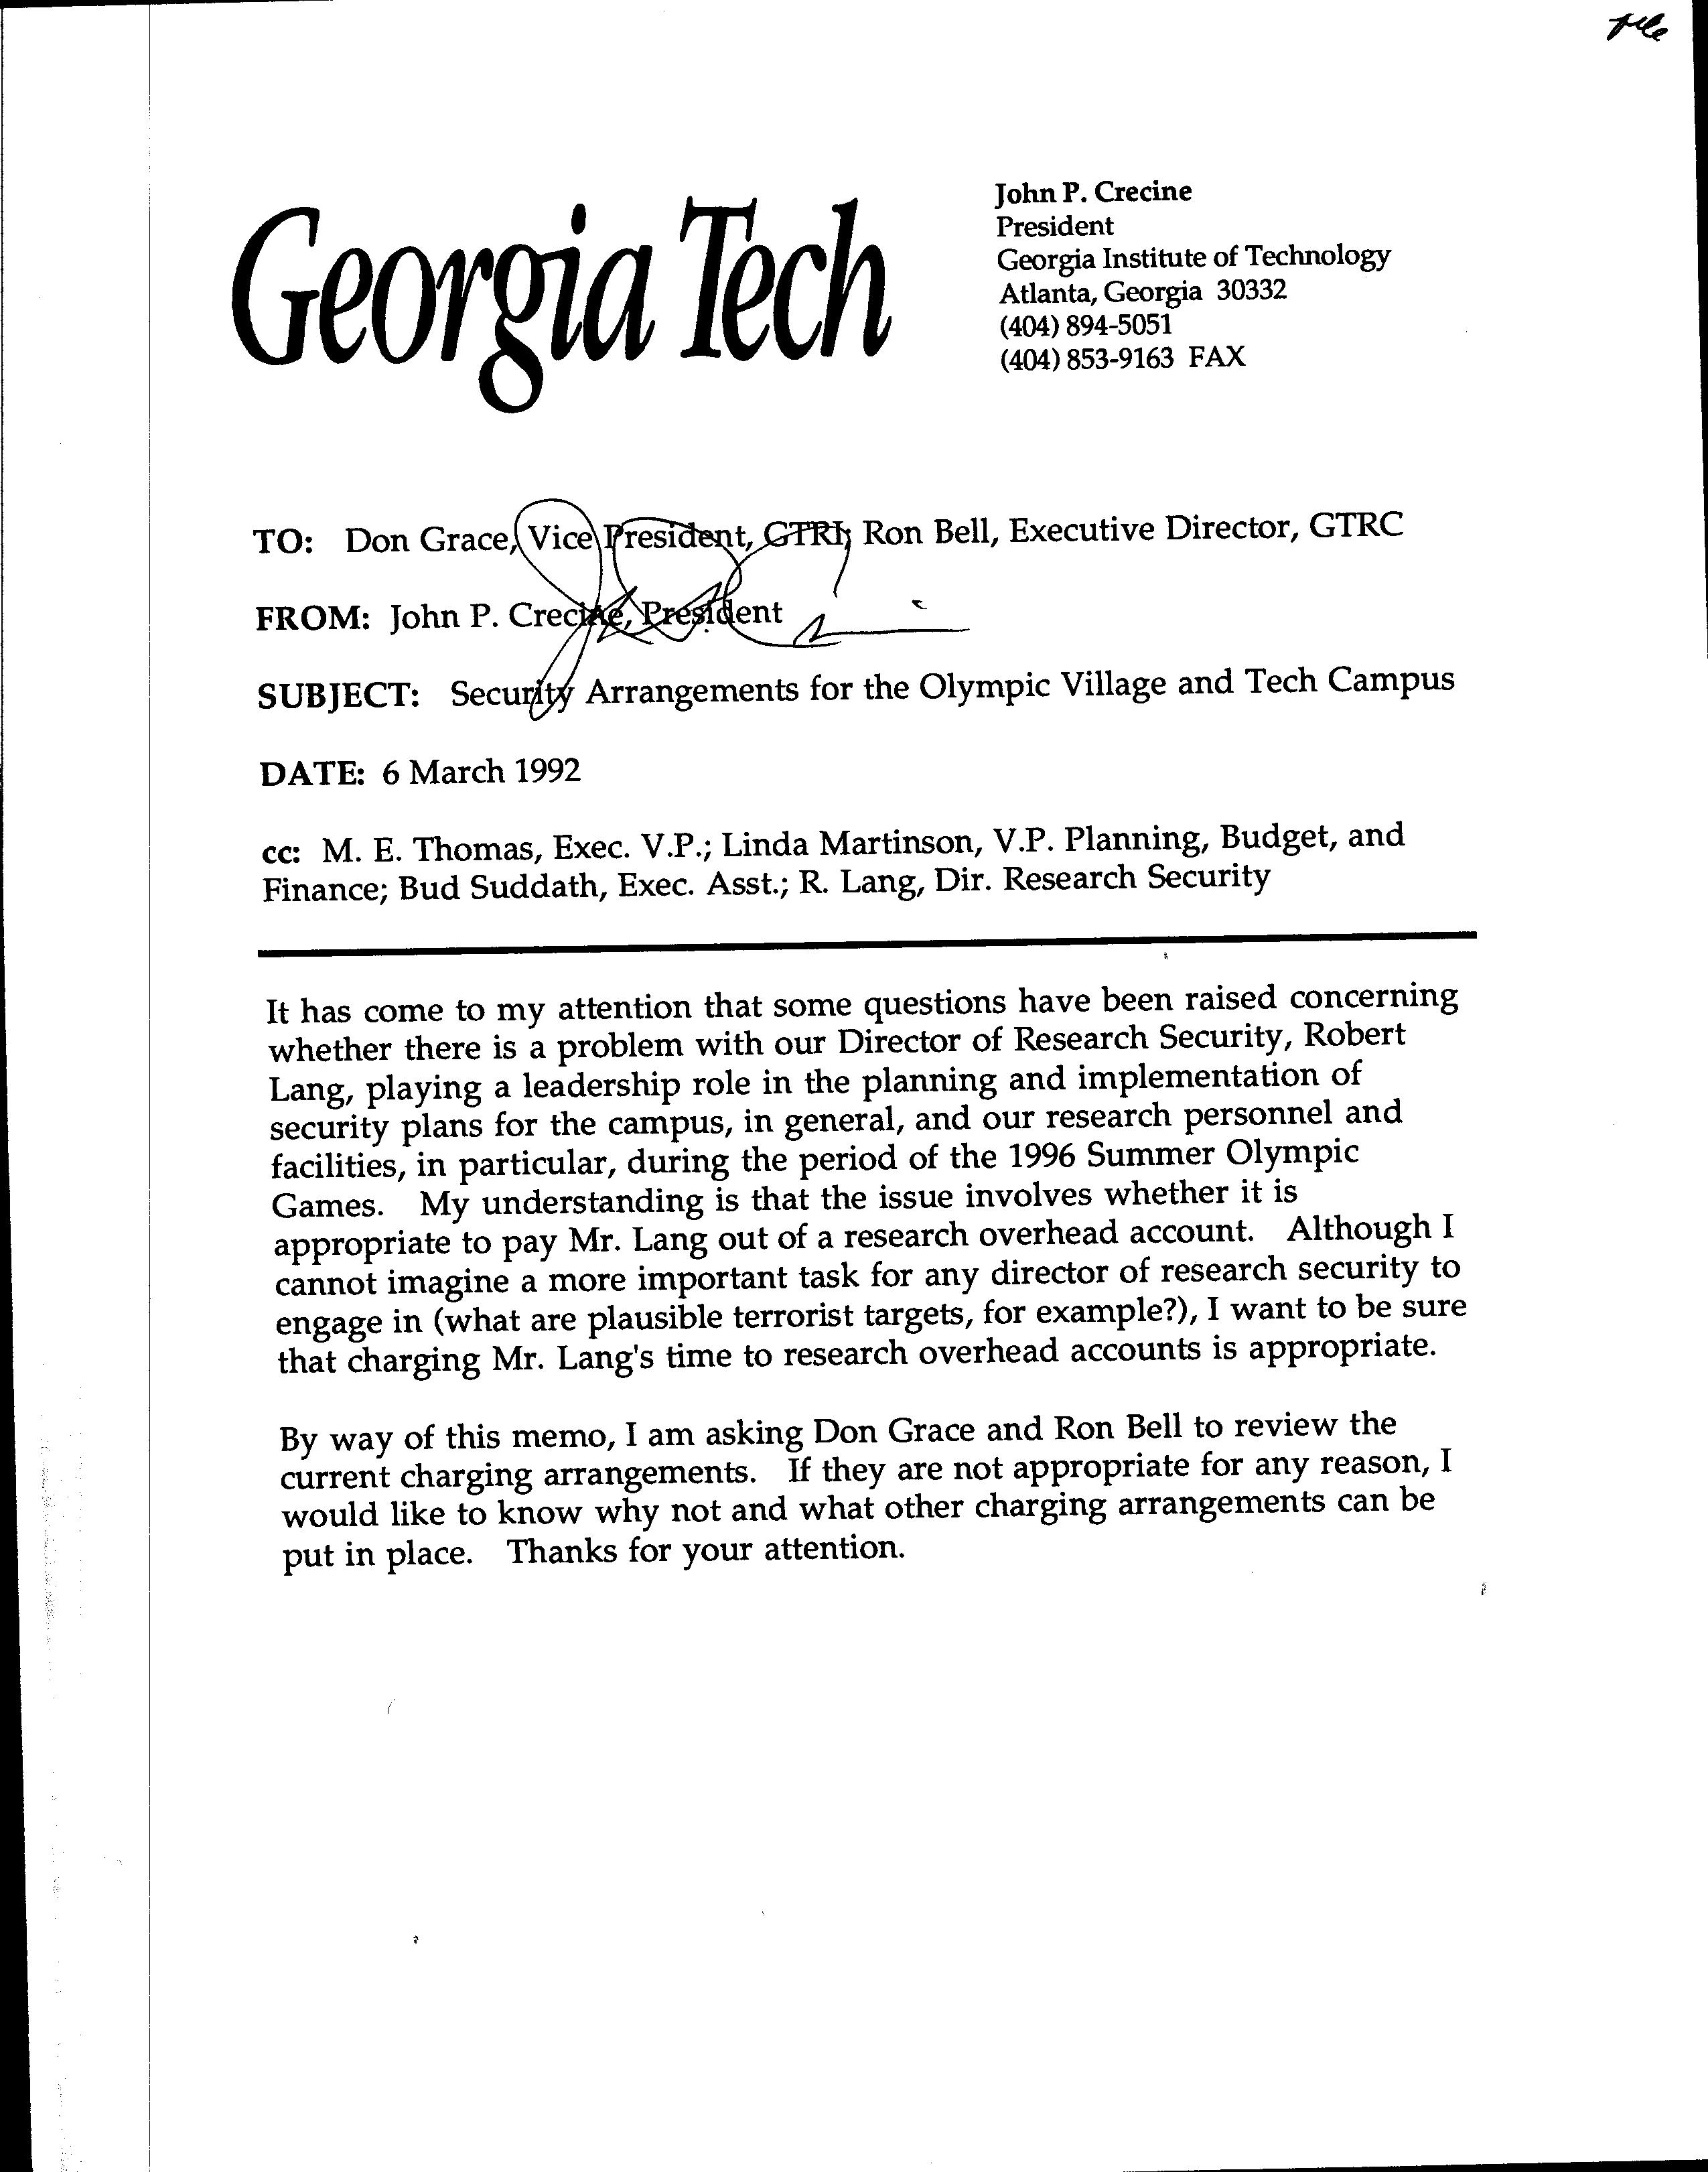 file
Georgia Tech
John P. Crecine
President
Georgia Institute of Technology
Atlanta, Georgia 30332
(404) 894-5051
(404) 853-9163 FAX
TO: Don Grace, Vice President, GTRI; Ron Bell, Executive Director, GTRC
FROM: John P. Crecine, President
SUBJECT: Security Arrangements for the Olympic Village and Tech Campus
DATE: 6 March 1992
cc: M. E. Thomas, Exec. V.P.; Linda Martinson, V.P. Planning, Budget, and
Finance; Bud Suddath, Exec. Asst.; R. Lang, Dir. Research Security
It has come to my attention that some questions have been raised concerning
whether there is a problem with our Director of Research Security, Robert
Lang, playing a leadership role in the planning and implementation of
security plans for the campus, in general, and our research personnel and
facilities, in particular, during the period of the 1996 Summer Olympic
Games. My understanding is that the issue involves whether it is
appropriate to pay Mr. Lang out of a research overhead account. Although I
cannot imagine a more important task for any director of research security to
engage in (what are plausible terrorist targets, for example?), I want to be sure
that charging Mr. Lang's time to research overhead accounts is appropriate.
By way of this memo, I am asking Don Grace and Ron Bell to review the
current charging arrangements. If they are not appropriate for any reason, I
would like to know why not and what other charging arrangements can be
put in place. Thanks for your attention.